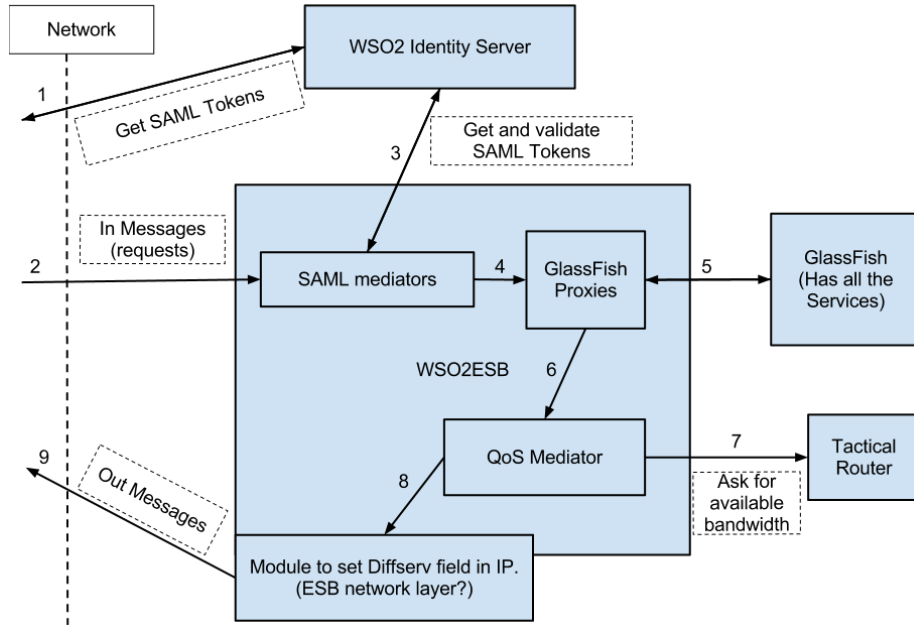 Network
WSO2 Identity Server
1
Get SAML Tokens
3
Get and validate
SAML Tokens
In Messages
(requests)
2
SAML mediators
4
GlassFish
Proxies
5
GlassFish
(Has all the
Services)
WSO2ESB
6
QoS Mediator
7
Tactical
Router
Ask for
available
bandwidth
8
9
Out Messages
Module to set Diffserv field in IP.
(ESB network layer?)